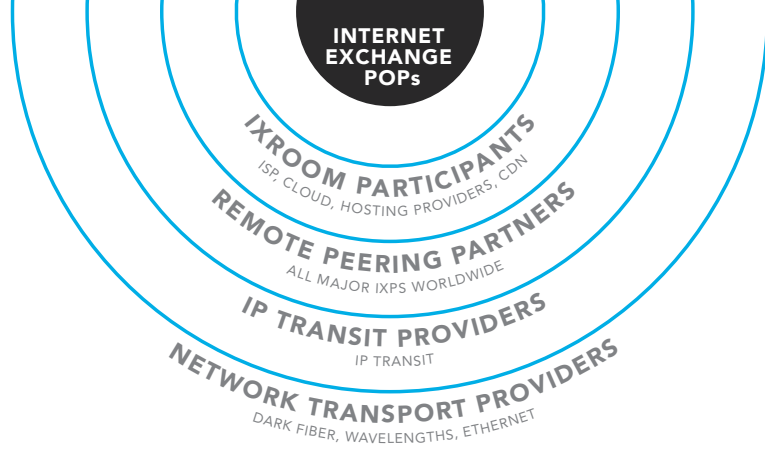 INTERNET
EXCHANGE
POPs
IXROOM PARTICIPANTS
ISP, CLOUD, HOSTING PROVIDERS, CDN
REMOTE PEERING PARTNERS
ALL MAJOR IXPS WORLDWIDE
IP TRANSIT PROVIDERS
IP TRANSIT
NETWORK TRANSPORT PROVIDERS
DARK FIBER, WAVELENGTHS, ETHERNET